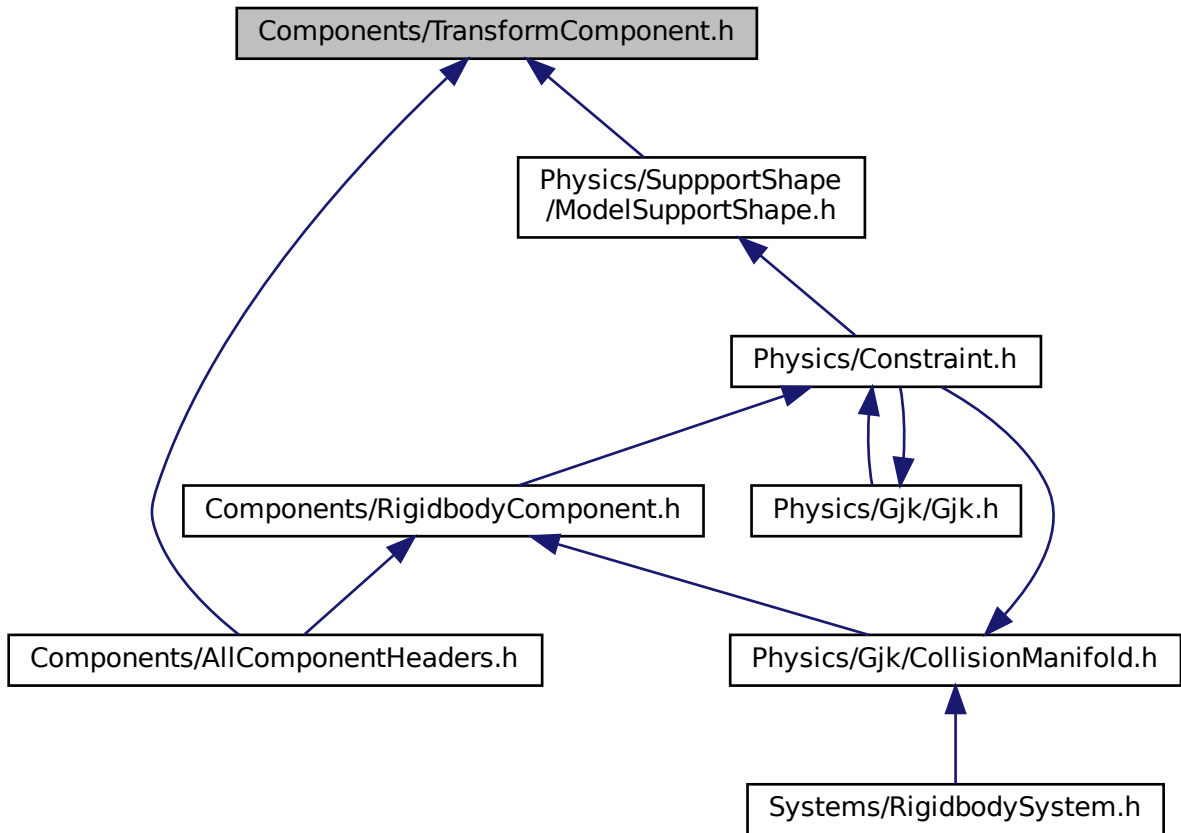 Components/TransformComponent.h
Physics/SuppportShape
/ModelSupportShape.h
Physics/Constraint.h
Components/RigidbodyComponent.h
Physics/Gjk/Gjk.h
Components/AllComponentHeaders.h
Physics/Gjk/CollisionManifold.h
Systems/RigidbodySystem.h